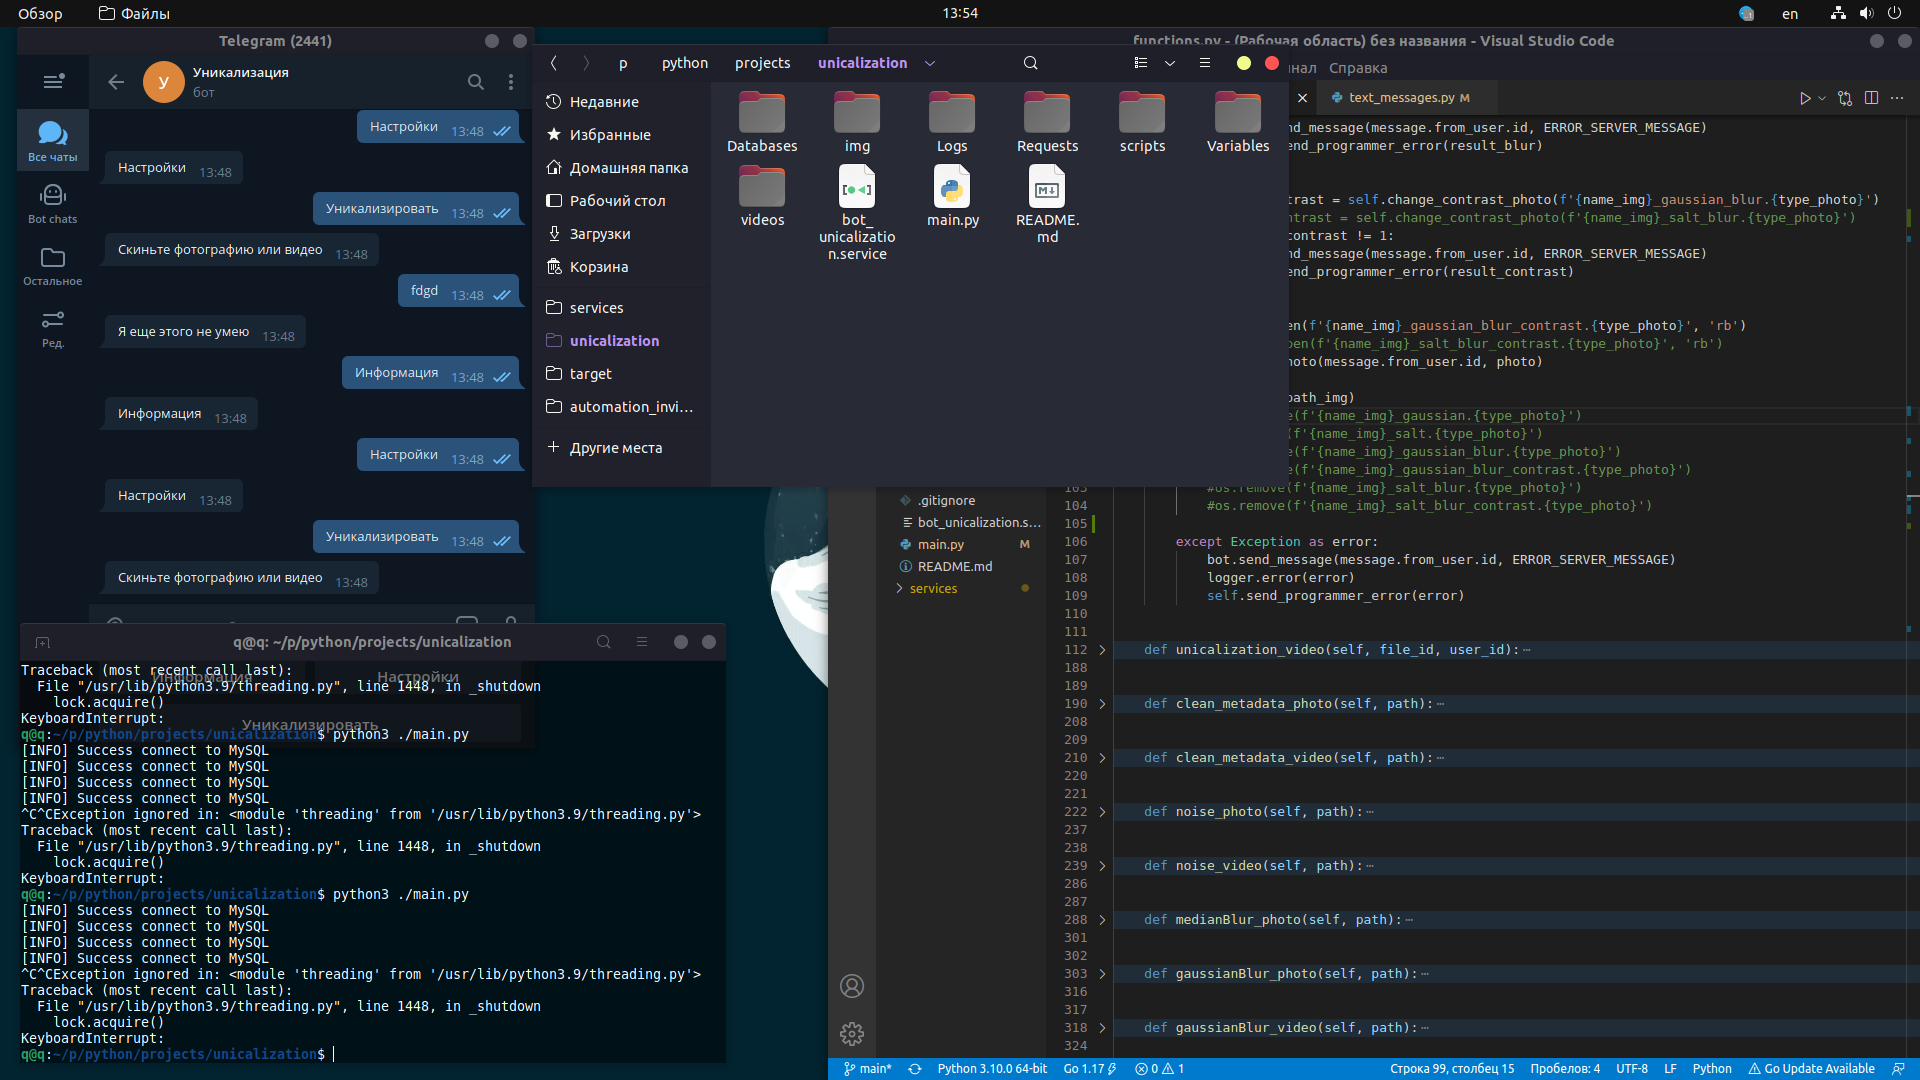 Обзор
Файлы
13:54
en
Telegram (2441)
Уникализация
бот
Все чаты
Bot chats
Остальное
Ред.
Настройки 13:48
Настройки 13:48
Уникализировать 13:48
Скиньте фотографию или видео 13:48
fdgd 13:48
Я еще этого не умею 13:48
Информация 13:48
Информация 13:48
Настройки 13:48
Настройки 13:48
Уникализировать 13:48
Скиньте фотографию или видео 13:48
Информация
Настройки
Уникализировать
p python projects unicalization
Недавние
Избранные
Домашняя папка
Рабочий стол
Загрузки
Корзина
services
unicalization
target
automation_invi...
Другие места
Databases
img
Logs
Requests
scripts
Variables
videos
bot_
unicalizatio
n.service
main.py
README.
md
q@q: ~/p/python/projects/unicalization
Traceback (most recent call last):
File "/usr/lib/python3.9/threading.py", line 1448, in _shutdown
lock.acquire()
KeyboardInterrupt:
q@q:~/p/python/projects/unicalization$ python3 ./main.py
[INFO] Success connect to MySQL
[INFO] Success connect to MySQL
[INFO] Success connect to MySQL
[INFO] Success connect to MySQL
^C^CException ignored in: <module 'threading' from '/usr/lib/python3.9/threading.py'>
Traceback (most recent call last):
File "/usr/lib/python3.9/threading.py", line 1448, in _shutdown
lock.acquire()
KeyboardInterrupt:
q@q:~/p/python/projects/unicalization$ python3 ./main.py
[INFO] Success connect to MySQL
[INFO] Success connect to MySQL
[INFO] Success connect to MySQL
[INFO] Success connect to MySQL
^C^CException ignored in: <module 'threading' from '/usr/lib/python3.9/threading.py'>
Traceback (most recent call last):
File "/usr/lib/python3.9/threading.py", line 1448, in _shutdown
lock.acquire()
KeyboardInterrupt:
q@q:~/p/python/projects/unicalization$
functions.py - (Рабочая область) без названия - Visual Studio Code
нал Справка
text_messages.py M
nd_message(message.from_user.id, ERROR_SERVER_MESSAGE)
end_programmer_error(result_blur)
trast = self.change_contrast_photo(f'{name_img}_gaussian_blur.{type_photo}')
ntrast = self.change_contrast_photo(f'{name_img}_salt_blur.{type_photo}')
contrast != 1:
nd_message(message.from_user.id, ERROR_SERVER_MESSAGE)
end_programmer_error(result_contrast)
en(f'{name_img}_gaussian_blur_contrast.{type_photo}', 'rb')
pen(f'{name_img}_salt_blur_contrast.{type_photo}', 'rb')
hoto(message.from_user.id, photo)
path_img)
e(f'{name_img}_gaussian.{type_photo}')
(f'{name_img}_salt.{type_photo}')
e(f'{name_img}_gaussian_blur.{type_photo}')
e(f'{name_img}_gaussian_blur_contrast.{type_photo}')
103 #os.remove(f'{name_img}_salt_blur.{type_photo}')
104 #os.remove(f'{name_img}_salt_blur_contrast.{type_photo}')
105
106 except Exception as error:
107 bot.send_message(message.from_user.id, ERROR_SERVER_MESSAGE)
108 logger.error(error)
109 self.send_programmer_error(error)
110
111
112 def unicalization_video(self, file_id, user_id):
188
189
190 def clean_metadata_photo(self, path):
208
209
210 def clean_metadata_video(self, path):
220
221
222 def noise_photo(self, path):
237
238
239 def noise_video(self, path):
286
287
288 def medianBlur_photo(self, path):
301
302
303 def gaussianBlur_photo(self, path):
316
317
318 def gaussianBlur_video(self, path):
324
.gitignore
bot_unicalization.s...
main.py M
README.md
services
main* Python 3.10.0 64-bit Go 1.17 0 1 Строка 99, столбец 15 Пробелов: 4 UTF-8 LF Python Go Update Available